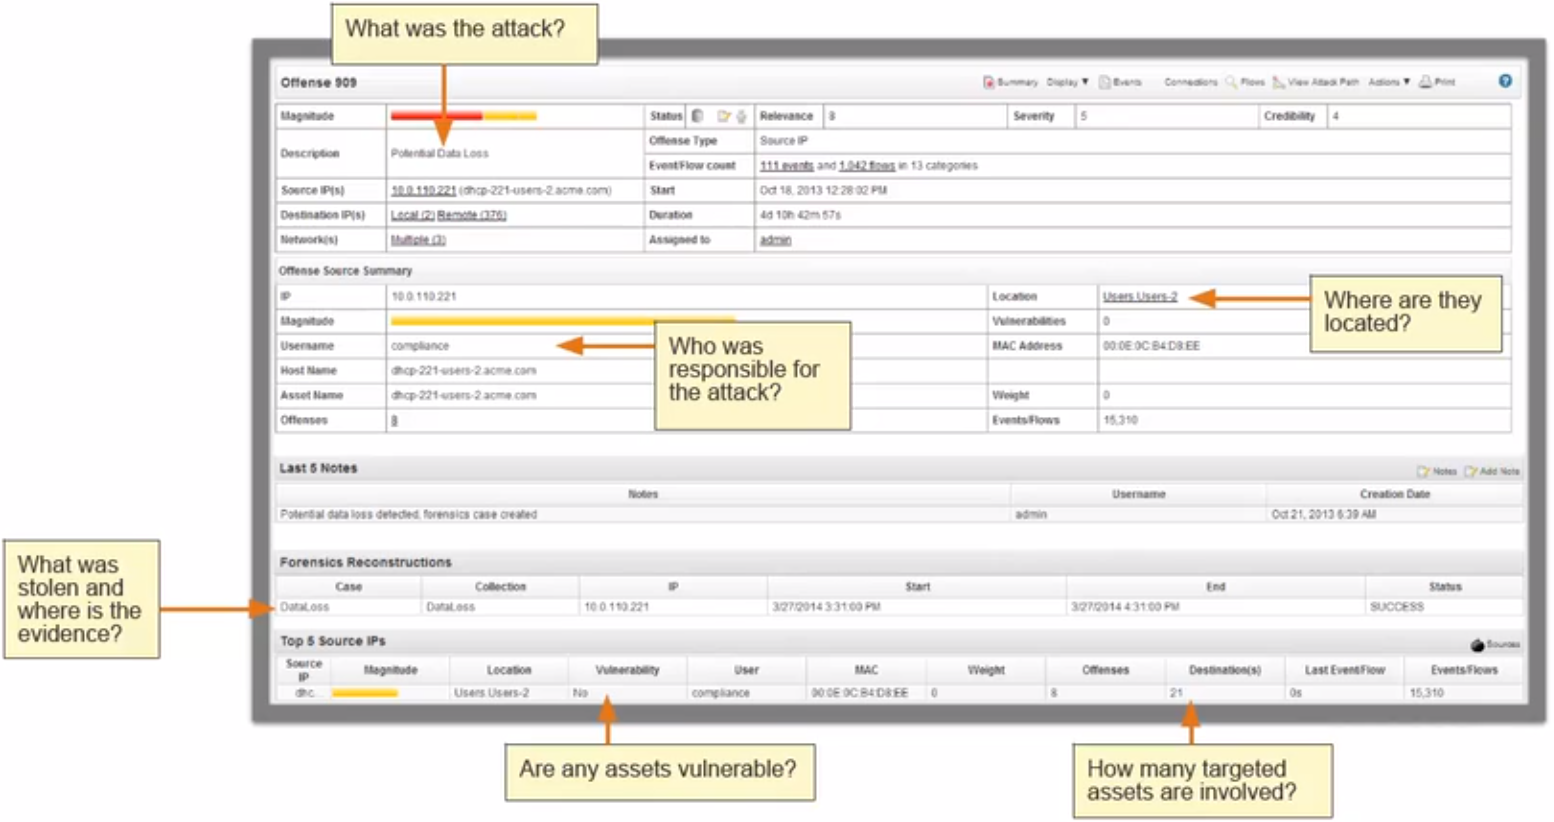 What was the attack?
Offense 909
Summary Display Events Connections Flows View Attack Path Actions Print ?
Magnitude Status Relevance 8 Severity 5 Credibility 4
Description Potential Data Loss Offense Type Source IP
Event/Flow count 111 events and 1,042 flows in 13 categories
Source IP(s) 10.0.110.221 (dhcp-221-users-2.acme.com) Start Oct 18, 2013 12:28:02 PM
Destination IP(s) Local (2) Remote (376) Duration 4d 10h 42m 57s
Network(s) Multiple (3) Assigned to admin
Offense Source Summary
IP 10.0.110.221 Location Users.Users-2
Magnitude Vulnerabilities 0
Username compliance MAC Address 00:0E:0C:B4:D8:EE
Host Name dhcp-221-users-2.acme.com
Asset Name dhcp-221-users-2.acme.com Weight 0
Offenses 8 Events/Flows 15,310
Where are they
located?
Who was
responsible for
the attack?
Last 5 Notes Notes Add Note
Notes Username Creation Date
Potential data loss detected, forensics case created admin Oct 21, 2013 6:39 AM
What was
stolen and
where is the
evidence?
Forensics Reconstructions
Case Collection IP Start End Status
DataLoss DataLoss 10.0.110.221 3/27/2014 3:31:00 PM 3/27/2014 4:31:00 PM SUCCESS
Top 5 Source IPs Sources
Source
IP Magnitude Location Vulnerability User MAC Weight Offenses Destination(s) Last Event/Flow Events/Flows
dhc... Users.Users-2 No compliance 00:0E:0C:B4:D8:EE 0 8 21 0s 15,310
Are any assets vulnerable?
How many targeted
assets are involved?